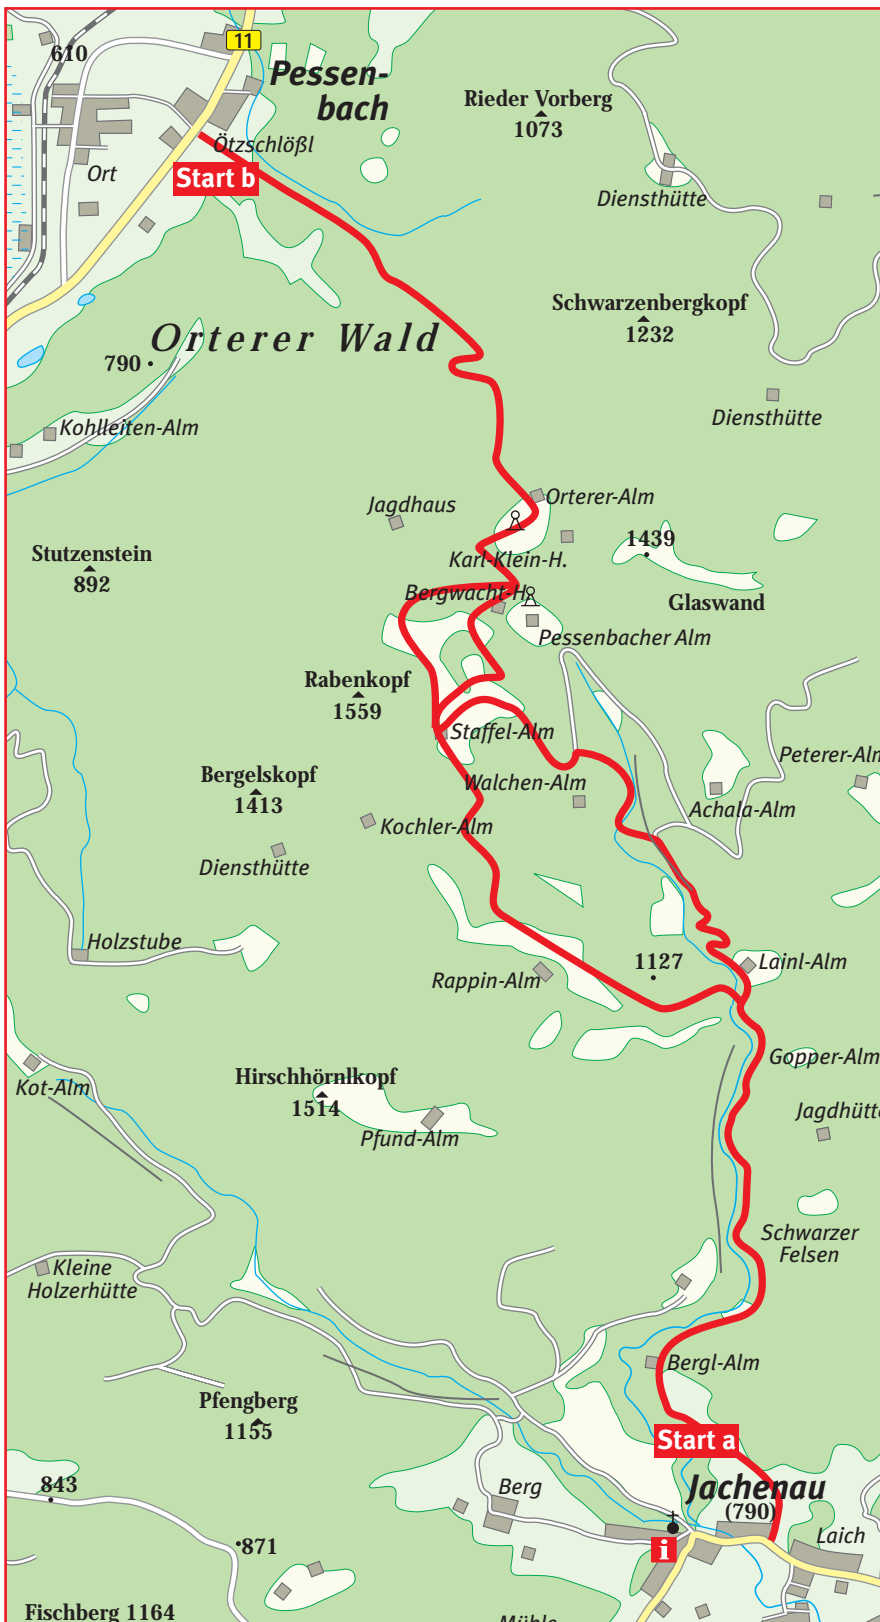 11
610
Pessen-
bach
Rieder Vorberg
1073
Ötzschlößl
Ort
Start b
Diensthütte
Schwarzenbergkopf
1232
Orterer Wald
790
Diensthütte
Kohlleiten-Alm
Jagdhaus
Orterer-Alm
Stutzenstein
892
Karl-Klein-H.
1439
Bergwacht-H.
Glaswand
Pessenbacher Alm
Rabenkopf
1559
Staffel-Alm
Bergelskopf
1413
Walchen-Alm
Peterer-Alm
Achala-Alm
Kochler-Alm
Diensthütte
Holzstube
Rappin-Alm
1127
Lainl-Alm
Gopper-Alm
Kot-Alm
Hirschhörnlkopf
1514
Pfund-Alm
Jagdhütte
Schwarzer
Felsen
Kleine
Holzerhütte
Bergl-Alm
Pfengberg
1155
Start a
843
Berg
Jachenau
(790)
871
Laich
i
Fischberg 1164
Mühle